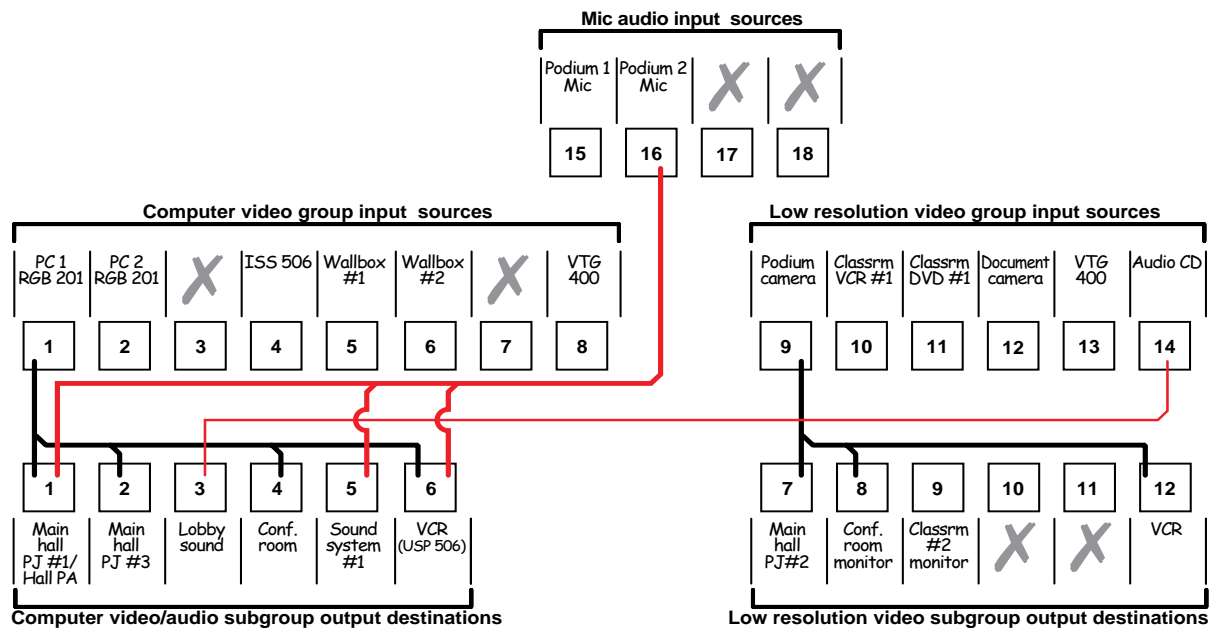 Mic audio input sources
Podium 1 Podium 2
Mic Mic
15 16 17 18
Computer video group input sources
Low resolution video group input sources
PC 1 PC 2 ISS 506 Wallbox Wallbox VTG
RGB 201 RGB 201 #1 #2 400
Podium Classrm Classrm Document VTG Audio CD
camera VCR #1 DVD #1 camera 400
1 2 3 4 5 6 7 8
9 10 11 12 13 14
1 2 3 4 5 6
7 8 9 10 11 12
Main Main Lobby Conf. Sound VCR
hall hall sound room system (USP 506)
PJ #1/ PJ #3 #1
Hall PA
Main Conf. Classrm VCR
hall room #2
PJ#2 monitor monitor
Computer video/audio subgroup output destinations
Low resolution video subgroup output destinations